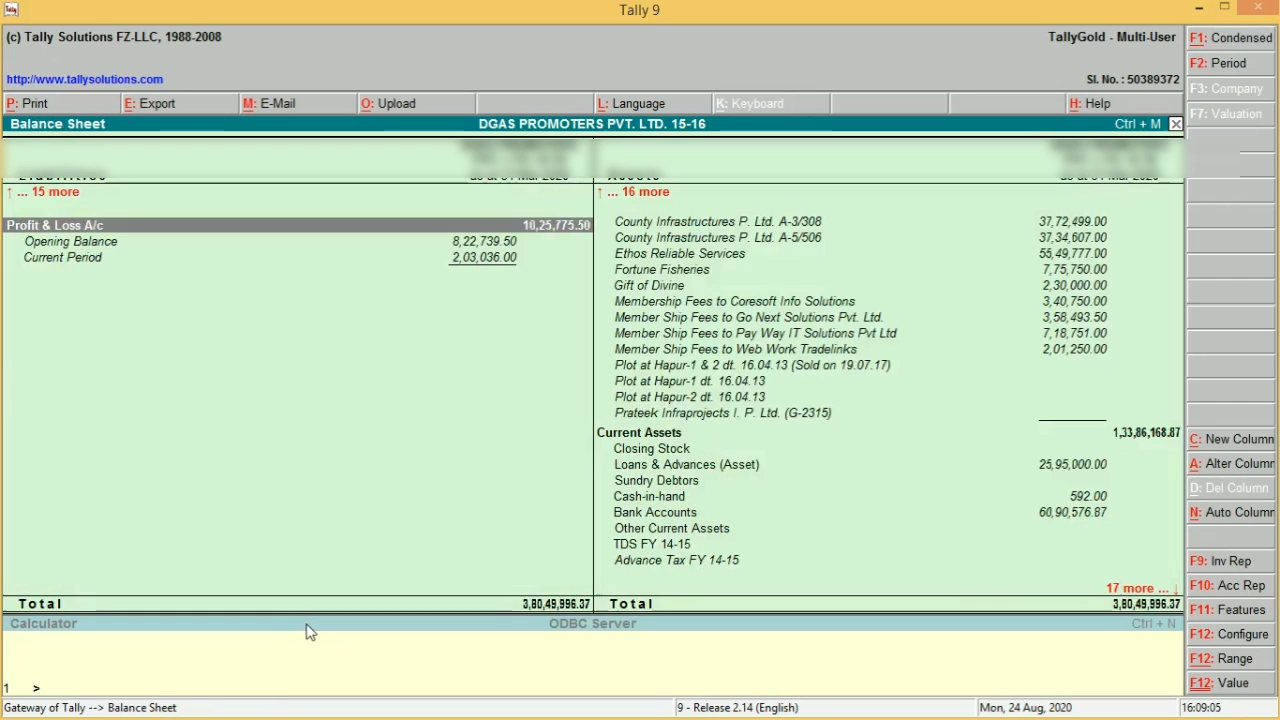 Tally 9
(c) Tally Solutions FZ-LLC, 1988-2008
TallyGold - Multi-User
http://www.tallysolutions.com
Sl. No. : 50389372
P: Print
E: Export
M: E-Mail
O: Upload
L: Language
K: Keyboard
H: Help
Balance Sheet
DGAS PROMOTERS PVT. LTD. 15-16
Ctrl + M
↑ ... 15 more
Profit & Loss A/c 10,25,775.50
Opening Balance 8,22,739.50
Current Period 2,03,036.00
Total 3,80,49,996.37
↑ ... 16 more
County Infrastructures P. Ltd. A-3/308 37,72,499.00
County Infrastructures P. Ltd. A-5/506 37,34,607.00
Ethos Reliable Services 55,49,777.00
Fortune Fisheries 7,75,750.00
Gift of Divine 2,30,000.00
Membership Fees to Coresoft Info Solutions 3,40,750.00
Member Ship Fees to Go Next Solutions Pvt. Ltd. 3,58,493.50
Member Ship Fees to Pay Way IT Solutions Pvt Ltd 7,18,751.00
Member Ship Fees to Web Work Tradelinks 2,01,250.00
Plot at Hapur-1 & 2 dt. 16.04.13 (Sold on 19.07.17)
Plot at Hapur-1 dt. 16.04.13
Plot at Hapur-2 dt. 16.04.13
Prateek Infraprojects I. P. Ltd. (G-2315)
Current Assets 1,33,86,168.87
Closing Stock
Loans & Advances (Asset) 25,95,000.00
Sundry Debtors
Cash-in-hand 592.00
Bank Accounts 60,90,576.87
Other Current Assets
TDS FY 14-15
Advance Tax FY 14-15
17 more ... ↓
Total 3,80,49,996.37
Calculator
ODBC Server
Ctrl + N
1 >
Gateway of Tally --> Balance Sheet
9 - Release 2.14 (English)
Mon, 24 Aug, 2020
16:09:05
F1: Condensed
F2: Period
F3: Company
F7: Valuation
C: New Column
A: Alter Column
D: Del Column
N: Auto Column
F9: Inv Rep
F10: Acc Rep
F11: Features
F12: Configure
F12: Range
F12: Value